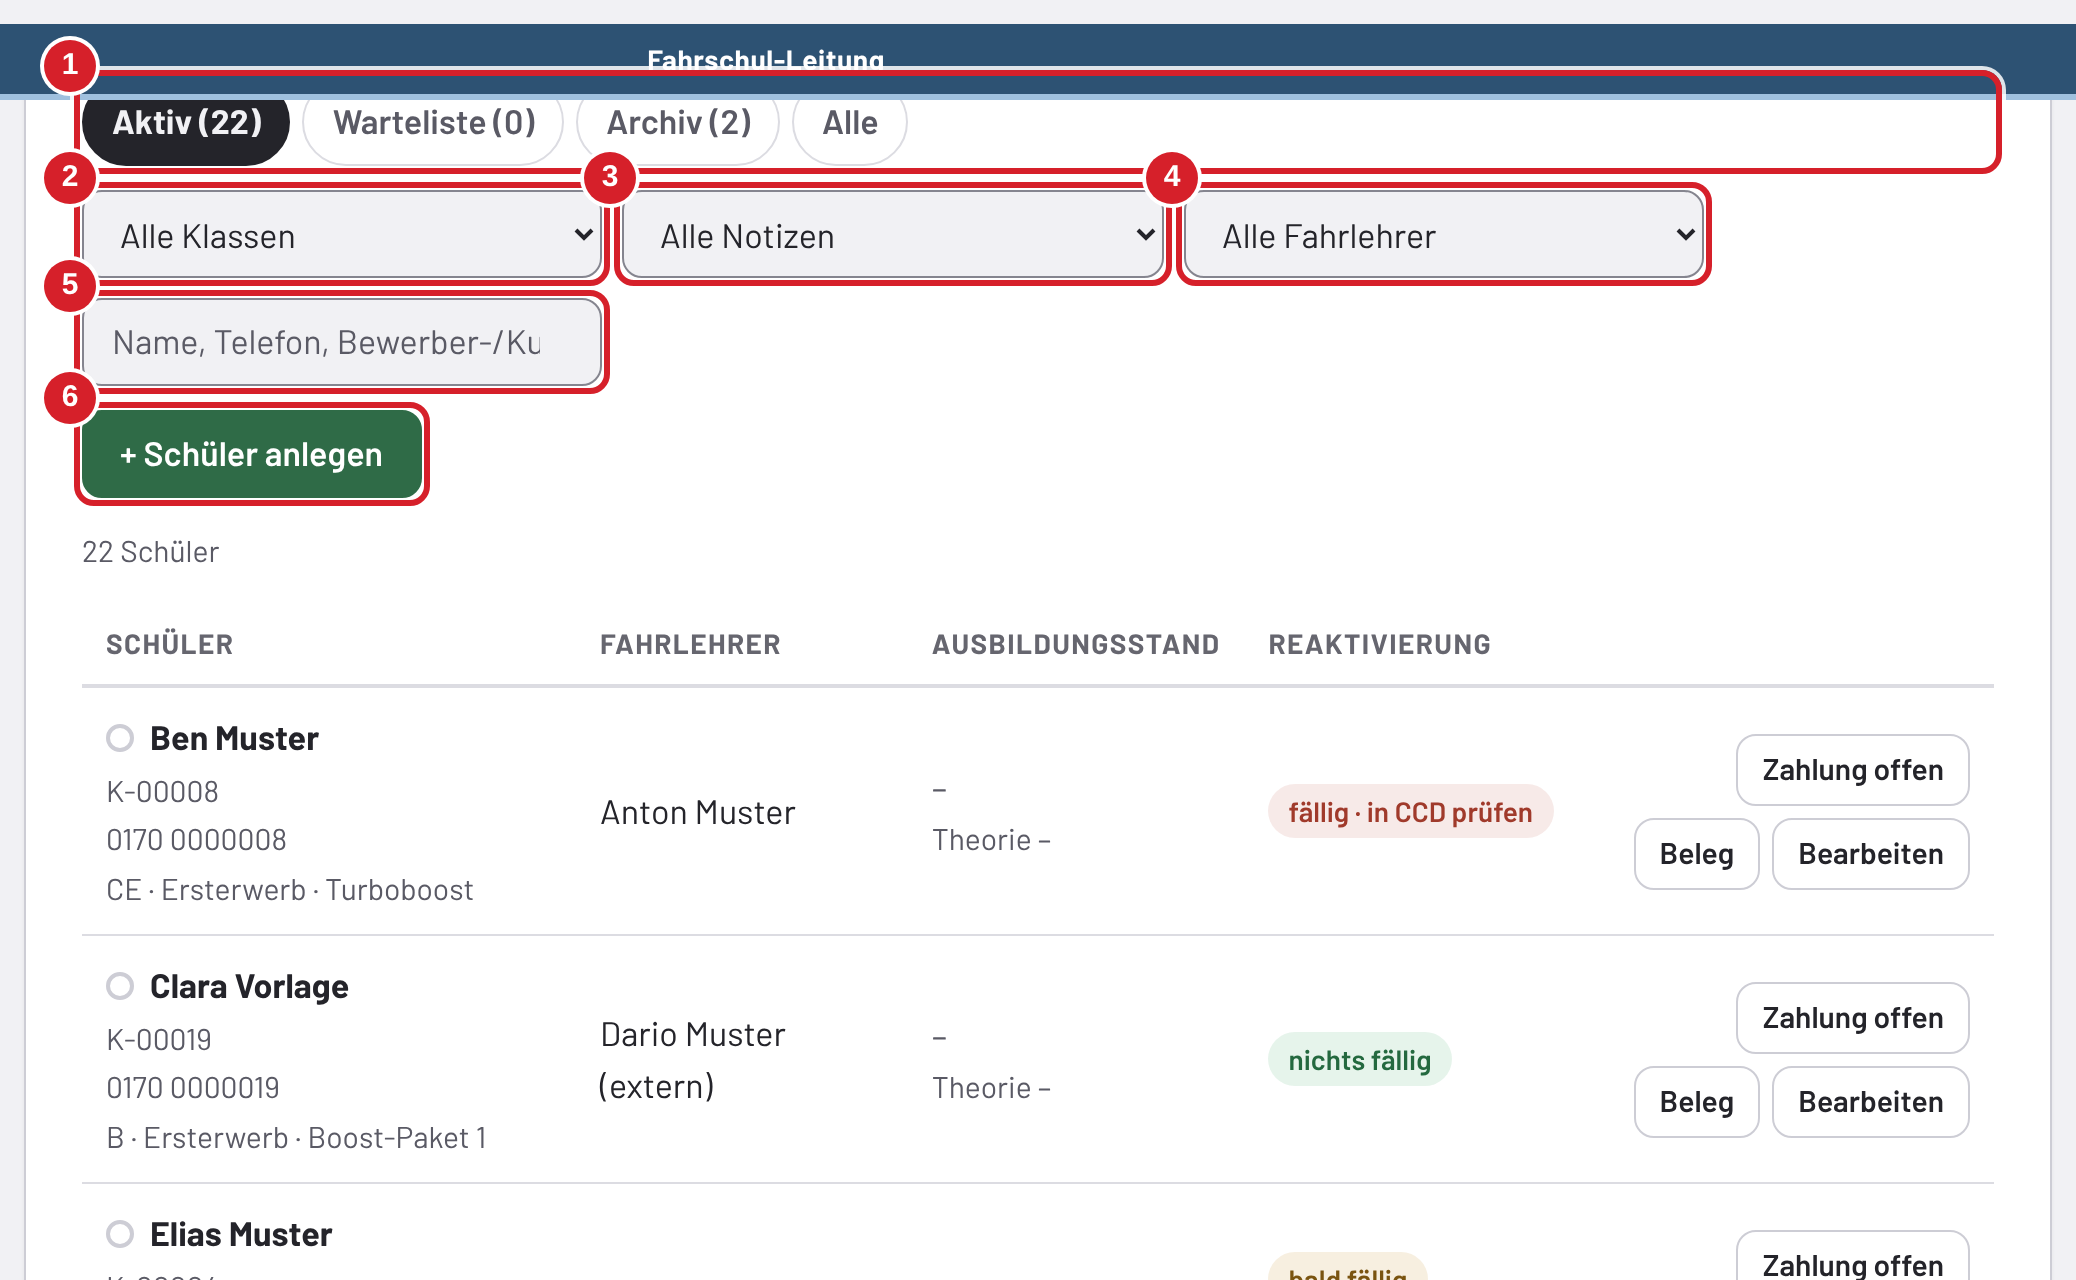 Fahrschul-Leitung
1
Aktiv (22) Warteliste (0) Archiv (2) Alle
2 3 4
Alle Klassen Alle Notizen Alle Fahrlehrer
5
Name, Telefon, Bewerber-/Ku
6
+ Schüler anlegen
22 Schüler
SCHÜLER FAHRLEHRER AUSBILDUNGSSTAND REAKTIVIERUNG
Ben Muster
K-00008
0170 0000008
CE · Ersterwerb · Turboboost
Anton Muster
–
Theorie –
fällig · in CCD prüfen
Zahlung offen
Beleg Bearbeiten
Clara Vorlage
K-00019
0170 0000019
B · Ersterwerb · Boost-Paket 1
Dario Muster
(extern)
–
Theorie –
nichts fällig
Zahlung offen
Beleg Bearbeiten
Elias Muster
bald fällig
Zahlung offen